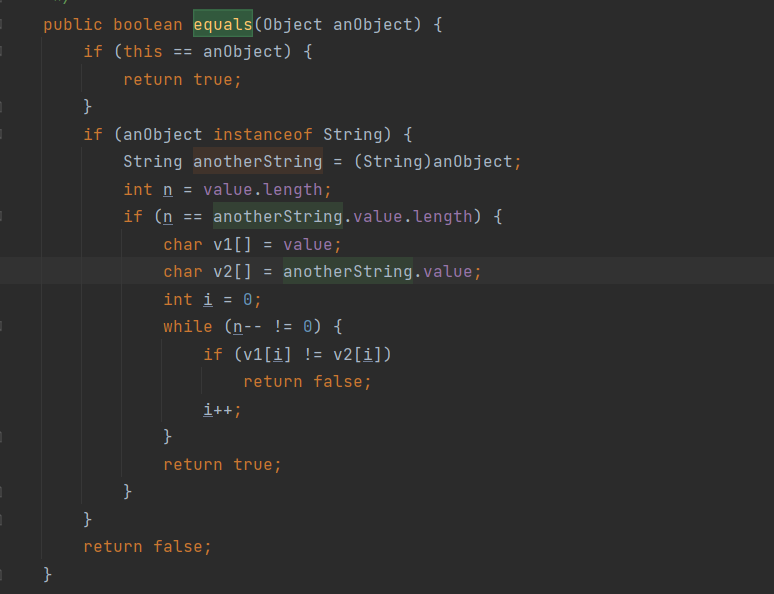 */
public boolean equals(Object anObject) {
    if (this == anObject) {
        return true;
    }
    if (anObject instanceof String) {
        String anotherString = (String)anObject;
        int n = value.length;
        if (n == anotherString.value.length) {
            char v1[] = value;
            char v2[] = anotherString.value;
            int i = 0;
            while (n-- != 0) {
                if (v1[i] != v2[i])
                    return false;
                i++;
            }
            return true;
        }
    }
    return false;
}